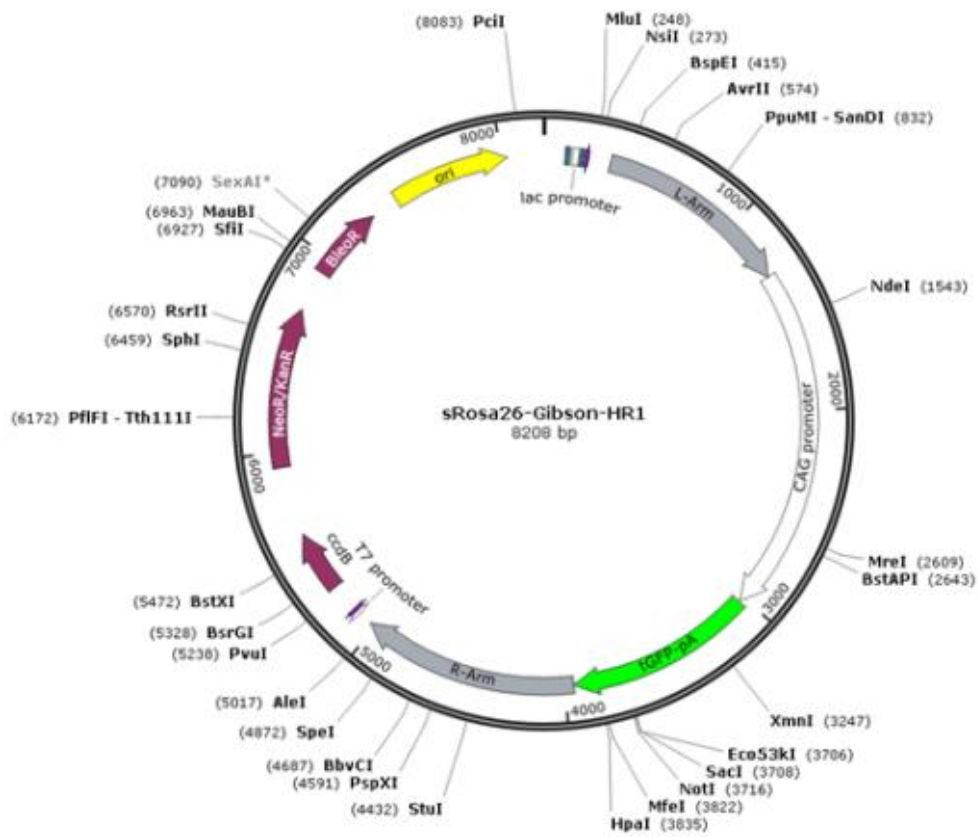 (8083) PciI
MluI (248)
NsiI (273)
BspEI (415)
AvrII (574)
PpuMI - SanDI (832)
8000
ori
lac promoter
L-Arm
1000
(7090) SexAI*
(6963) MauBI
(6927) SfiI
7000
BleoR
NdeI (1543)
(6570) RsrII
(6459) SphI
NeoR/KanR
2000
(6172) PflFI - Tth111I
sRosa26-Gibson-HR1
8208 bp
CAG promoter
6000
ccdB
T7 promoter
MreI (2609)
BstAPI (2643)
3000
(5472) BstXI
(5328) BsrGI
(5238) PvuI
5000
R-Arm
tGFP-pA
4000
(5017) AleI
(4872) SpeI
(4687) BbvCI
(4591) PspXI
(4432) StuI
XmnI (3247)
Eco53kI (3706)
SacI (3708)
NotI (3716)
MfeI (3822)
HpaI (3835)